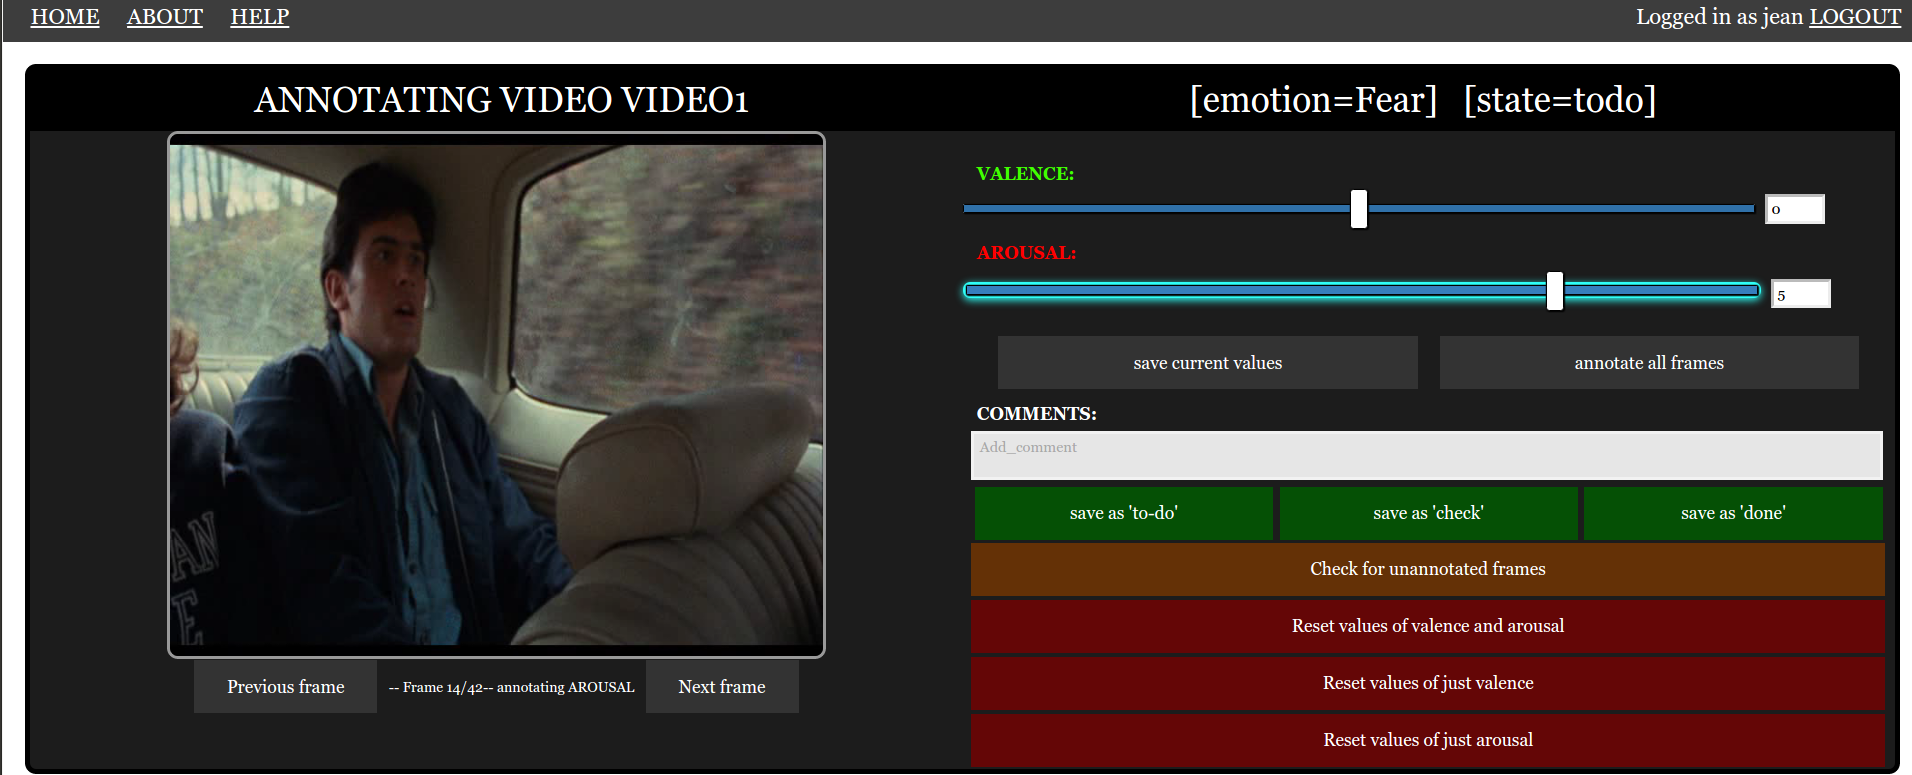 HOME ABOUT HELP Logged in as jean LOGOUT
ANNOTATING VIDEO VIDEO1 [emotion=Fear] [state=todo]
VALENCE:
0
AROUSAL:
5
save current values annotate all frames
COMMENTS:
Add_comment
save as 'to-do' save as 'check' save as 'done'
Check for unannotated frames
Reset values of valence and arousal
Reset values of just valence
Reset values of just arousal
AN
E
Previous frame -- Frame 14/42-- annotating AROUSAL Next frame